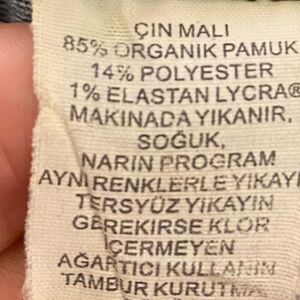 ÇIN MALI
85% ORGANIK PAMUK
14% POLYESTER
1% ELASTAN LYCRA®
MAKINADA YIKANIR,
SOĞUK,
NARIN PROGRAM
AYNI RENKLERLE YIKAYI
TERSYÜZ YIKAYIN
GEREKIRSE KLOR
IÇERMEYEN
AĞARTICI KULLANIN
TAMBUR KURUTMA